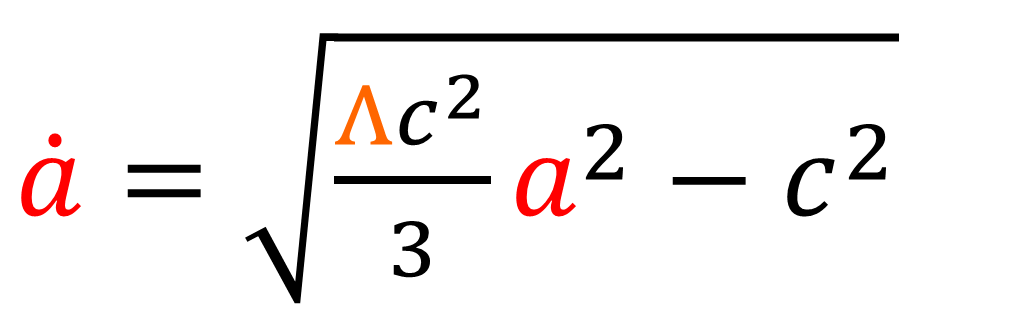 ȧ = √(Λc²/3 a² − c²)